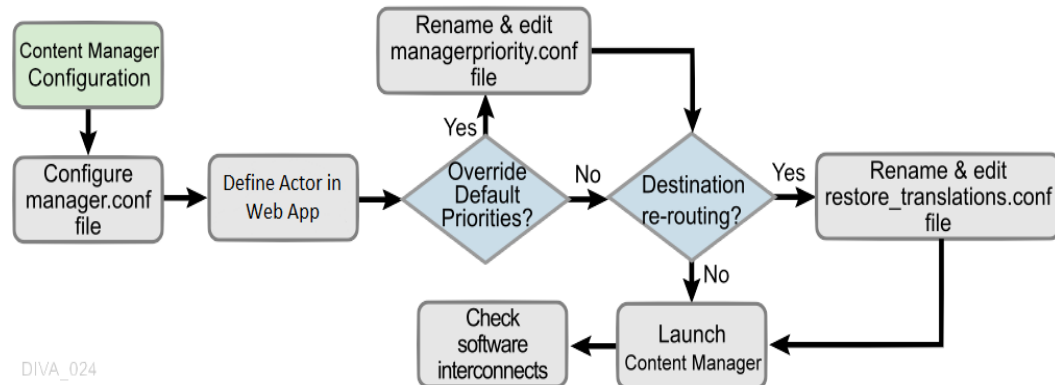 Content Manager
Configuration
Configure
manager.conf
file
Define Actor in
Web App
Override
Default
Priorities?
Yes
Rename & edit
managerpriority.conf
file
No
Destination
re-routing?
Yes
Rename & edit
restore_translations.conf
file
No
Launch
Content Manager
Check
software
interconnects
DIVA_024